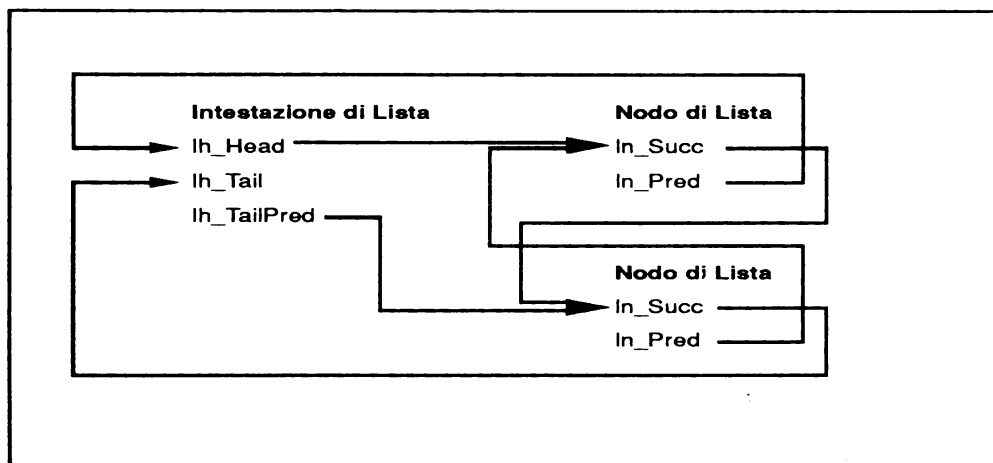 Intestazione di Lista
lh_Head
lh_Tail
lh_TailPred
Nodo di Lista
ln_Succ
ln_Pred
Nodo di Lista
ln_Succ
ln_Pred